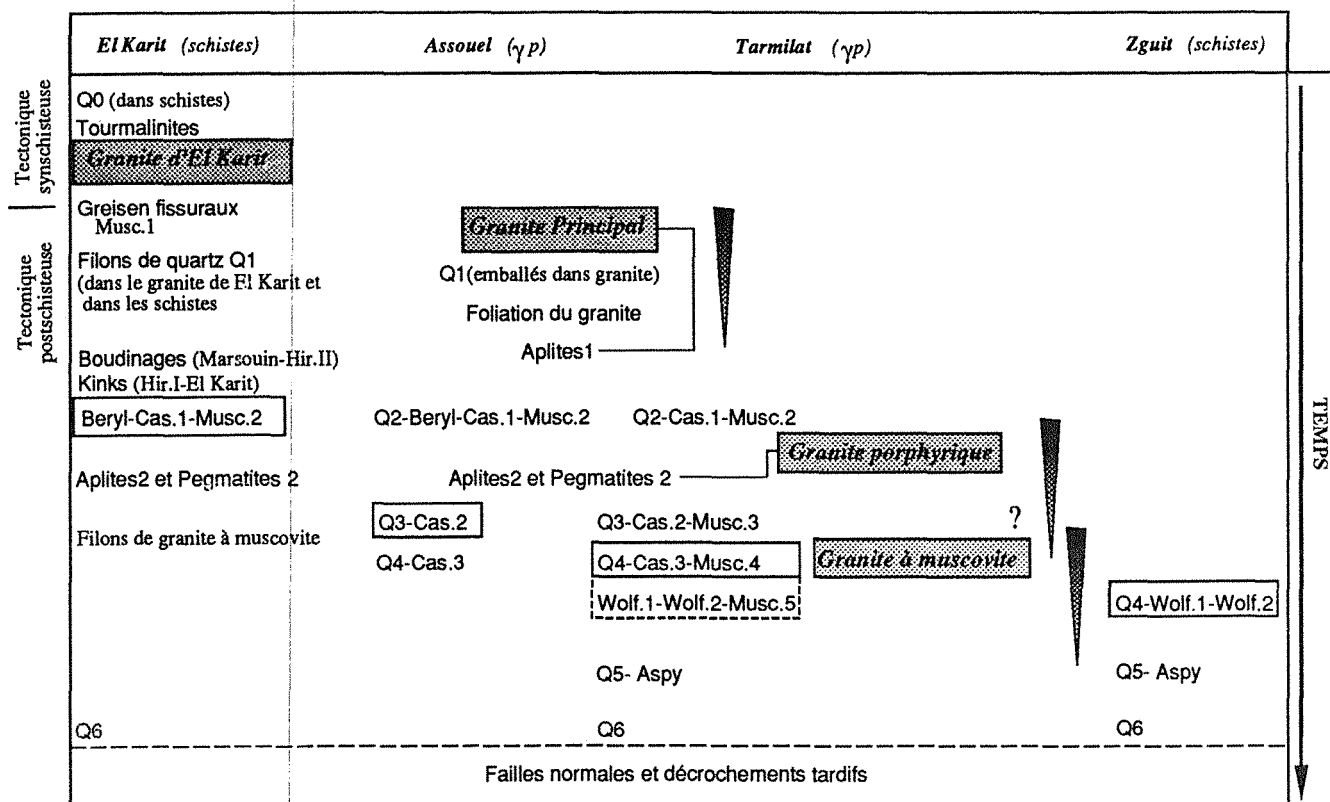 El Karit (schistes) Assouel (γp) Tarmilat (γp) Zguit (schistes)
Tectonique
synschisteuse
Q0 (dans schistes)
Tourmalinites
Granite d'El Karit
Tectonique
postschisteuse
Greisen fissuraux
Musc.1
Granite Principal
Filons de quartz Q1
(dans le granite de El Karit et
dans les schistes
Q1(emballés dans granite)
Foliation du granite
Aplites1
Boudinages (Marsouin-Hir.II)
Kinks (Hir.I-El Karit)
Beryl-Cas.1-Musc.2 Q2-Beryl-Cas.1-Musc.2 Q2-Cas.1-Musc.2
Granite porphyrique
Aplites2 et Pegmatites 2 Aplites2 et Pegmatites 2
Q3-Cas.2 Q3-Cas.2-Musc.3 ?
Filons de granite à muscovite
Q4-Cas.3 Q4-Cas.3-Musc.4 Granite à muscovite
Wolf.1-Wolf.2-Musc.5 Q4-Wolf.1-Wolf.2
Q5- Aspy Q5- Aspy
Q6 Q6 Q6
Failles normales et décrochements tardifs
TEMPS